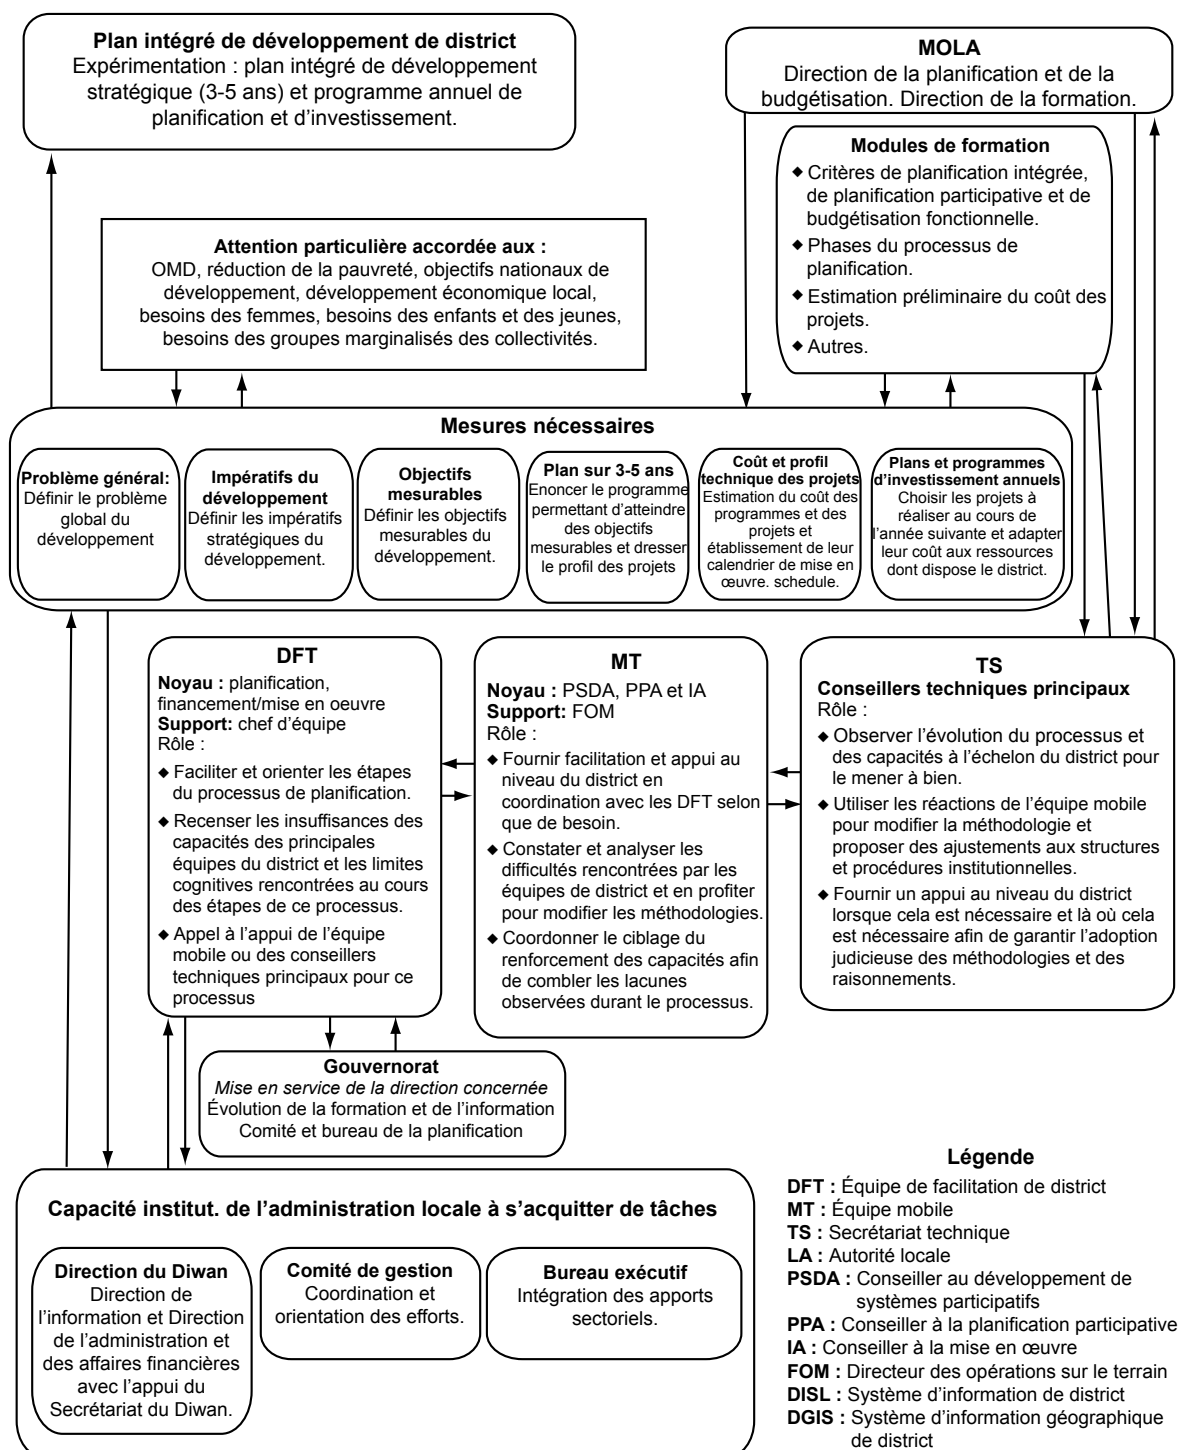 Plan intégré de développement de district
Expérimentation : plan intégré de développement
stratégique (3-5 ans) et programme annuel de
planification et d’investissement.
MOLA
Direction de la planification et de la
budgétisation. Direction de la formation.
Modules de formation
◆ Critères de planification intégrée,
de planification participative et de
budgétisation fonctionnelle.
◆ Phases du processus de
planification.
◆ Estimation préliminaire du coût des
projets.
◆ Autres.
Attention particulière accordée aux :
OMD, réduction de la pauvreté, objectifs nationaux de
développement, développement économique local,
besoins des femmes, besoins des enfants et des jeunes,
besoins des groupes marginalisés des collectivités.
Mesures nécessaires
Problème général:
Définir le problème
global du
développement
Impératifs du
développement
Définir les impératifs
stratégiques du
développement.
Objectifs
mesurables
Définir les objectifs
mesurables du
développement.
Plan sur 3-5 ans
Enoncer le programme
permettant d’atteindre
des objectifs
mesurables et dresser
le profil des projets
Coût et profil
technique des projets
Estimation du coût des
programmes et des
projets et
établissement de leur
calendrier de mise en
œuvre. schedule.
Plans et programmes
d’investissement annuels
Choisir les projets à
réaliser au cours de
l’année suivante et adapter
leur coût aux ressources
dont dispose le district.
DFT
Noyau : planification,
financement/mise en oeuvre
Support: chef d’équipe
Rôle :
◆ Faciliter et orienter les étapes
du processus de planification.
◆ Recenser les insuffisances des
capacités des principales
équipes du district et les limites
cognitives rencontrées au cours
des étapes de ce processus.
◆ Appel à l’appui de l’équipe
mobile ou des conseillers
techniques principaux pour ce
processus
MT
Noyau : PSDA, PPA et IA
Support: FOM
Rôle :
◆ Fournir facilitation et appui au
niveau du district en
coordination avec les DFT selon
que de besoin.
◆ Constater et analyser les
difficultés rencontrées par les
équipes de district et en profiter
pour modifier les méthodologies.
◆ Coordonner le ciblage du
renforcement des capacités afin
de combler les lacunes
observées durant le processus.
TS
Conseillers techniques principaux
Rôle :
◆ Observer l’évolution du processus et
des capacités à l’échelon du district pour
le mener à bien.
◆ Utiliser les réactions de l’équipe mobile
pour modifier la méthodologie et
proposer des ajustements aux structures
et procédures institutionnelles.
◆ Fournir un appui au niveau du district
lorsque cela est nécessaire et là où cela
est nécessaire afin de garantir l’adoption
judicieuse des méthodologies et des
raisonnements.
Gouvernorat
Mise en service de la direction concernée
Évolution de la formation et de l’information
Comité et bureau de la planification
Capacité institut. de l’administration locale à s’acquitter de tâches
Direction du Diwan
Direction de
l’information et Direction
de l’administration et
des affaires financières
avec l’appui du
Secrétariat du Diwan.
Comité de gestion
Coordination et
orientation des efforts.
Bureau exécutif
Intégration des apports
sectoriels.
Légende
DFT : Équipe de facilitation de district
MT : Équipe mobile
TS : Secrétariat technique
LA : Autorité locale
PSDA : Conseiller au développement de
systèmes participatifs
PPA : Conseiller à la planification participative
IA : Conseiller à la mise en œuvre
FOM : Directeur des opérations sur le terrain
DISL : Système d’information de district
DGIS : Système d’information géographique
de district